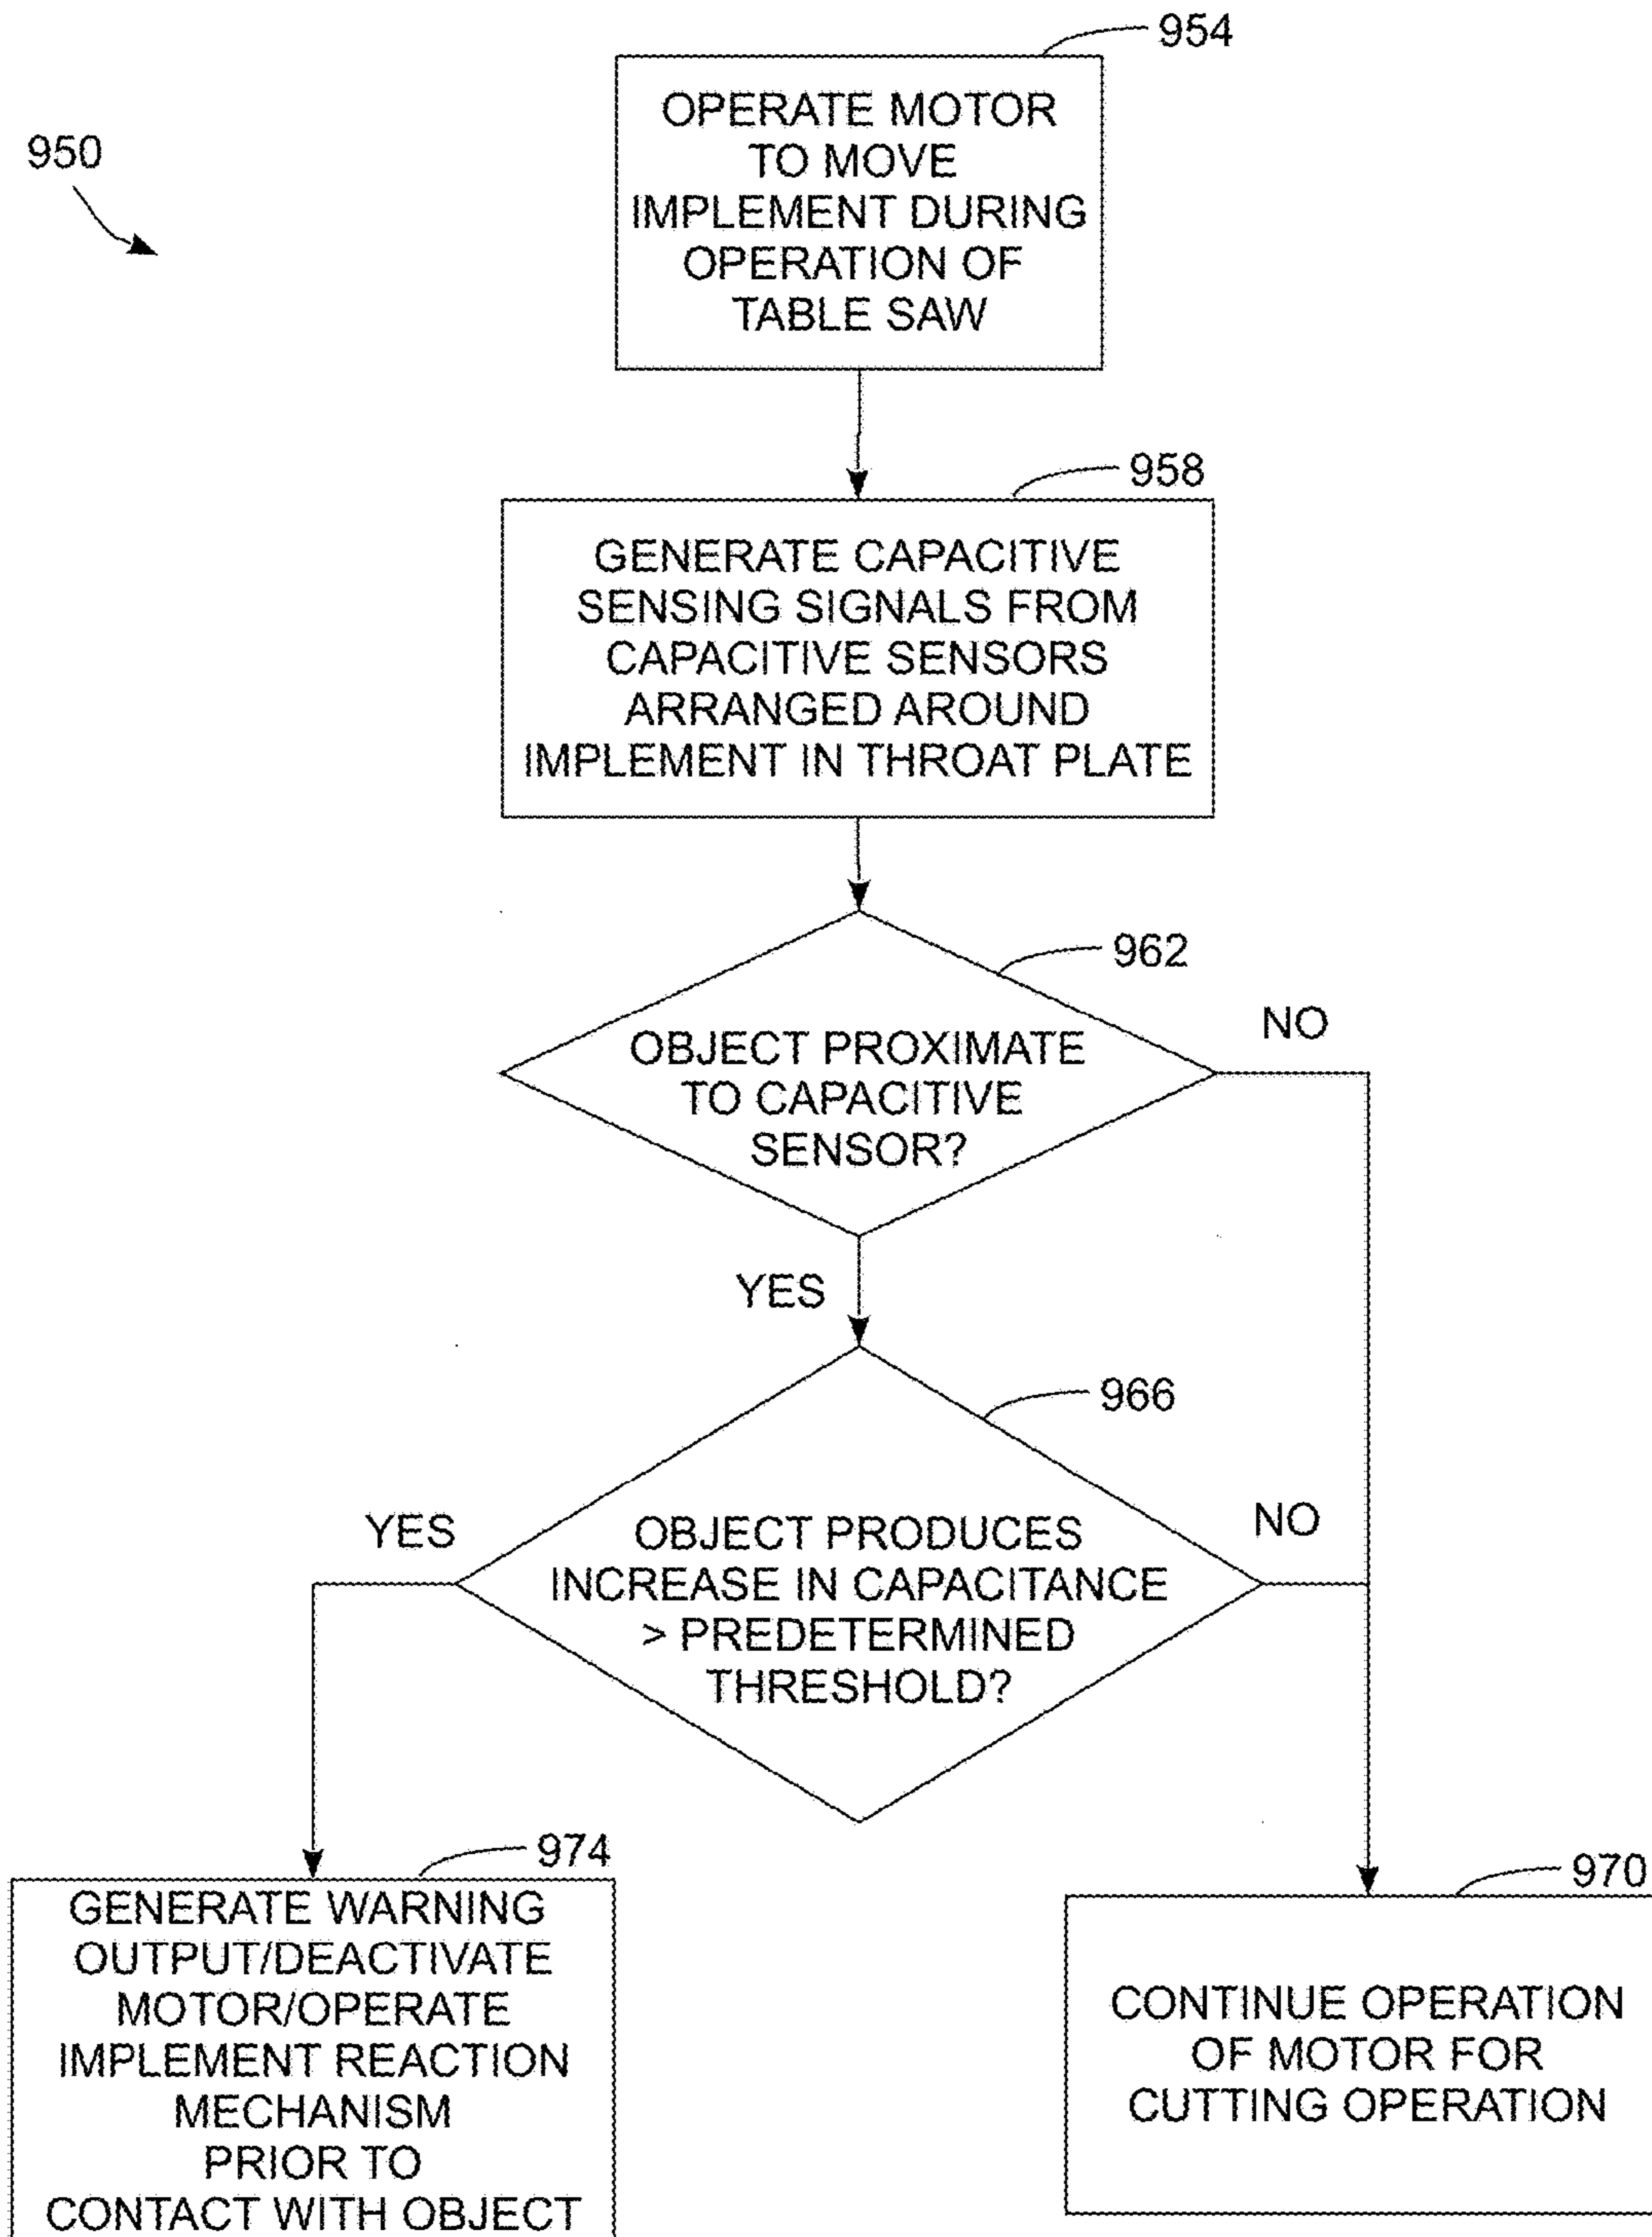 954
950
OPERATE MOTOR
TO MOVE
IMPLEMENT DURING
OPERATION OF
TABLE SAW
958
GENERATE CAPACITIVE
SENSING SIGNALS FROM
CAPACITIVE SENSORS
ARRANGED AROUND
IMPLEMENT IN THROAT PLATE
962
NO
OBJECT PROXIMATE
TO CAPACITIVE
SENSOR?
YES
966
YES
NO
OBJECT PRODUCES
INCREASE IN CAPACITANCE
> PREDETERMINED
THRESHOLD?
974
GENERATE WARNING
OUTPUT/DEACTIVATE
MOTOR/OPERATE
IMPLEMENT REACTION
MECHANISM
PRIOR TO
CONTACT WITH OBJECT
970
CONTINUE OPERATION
OF MOTOR FOR
CUTTING OPERATION